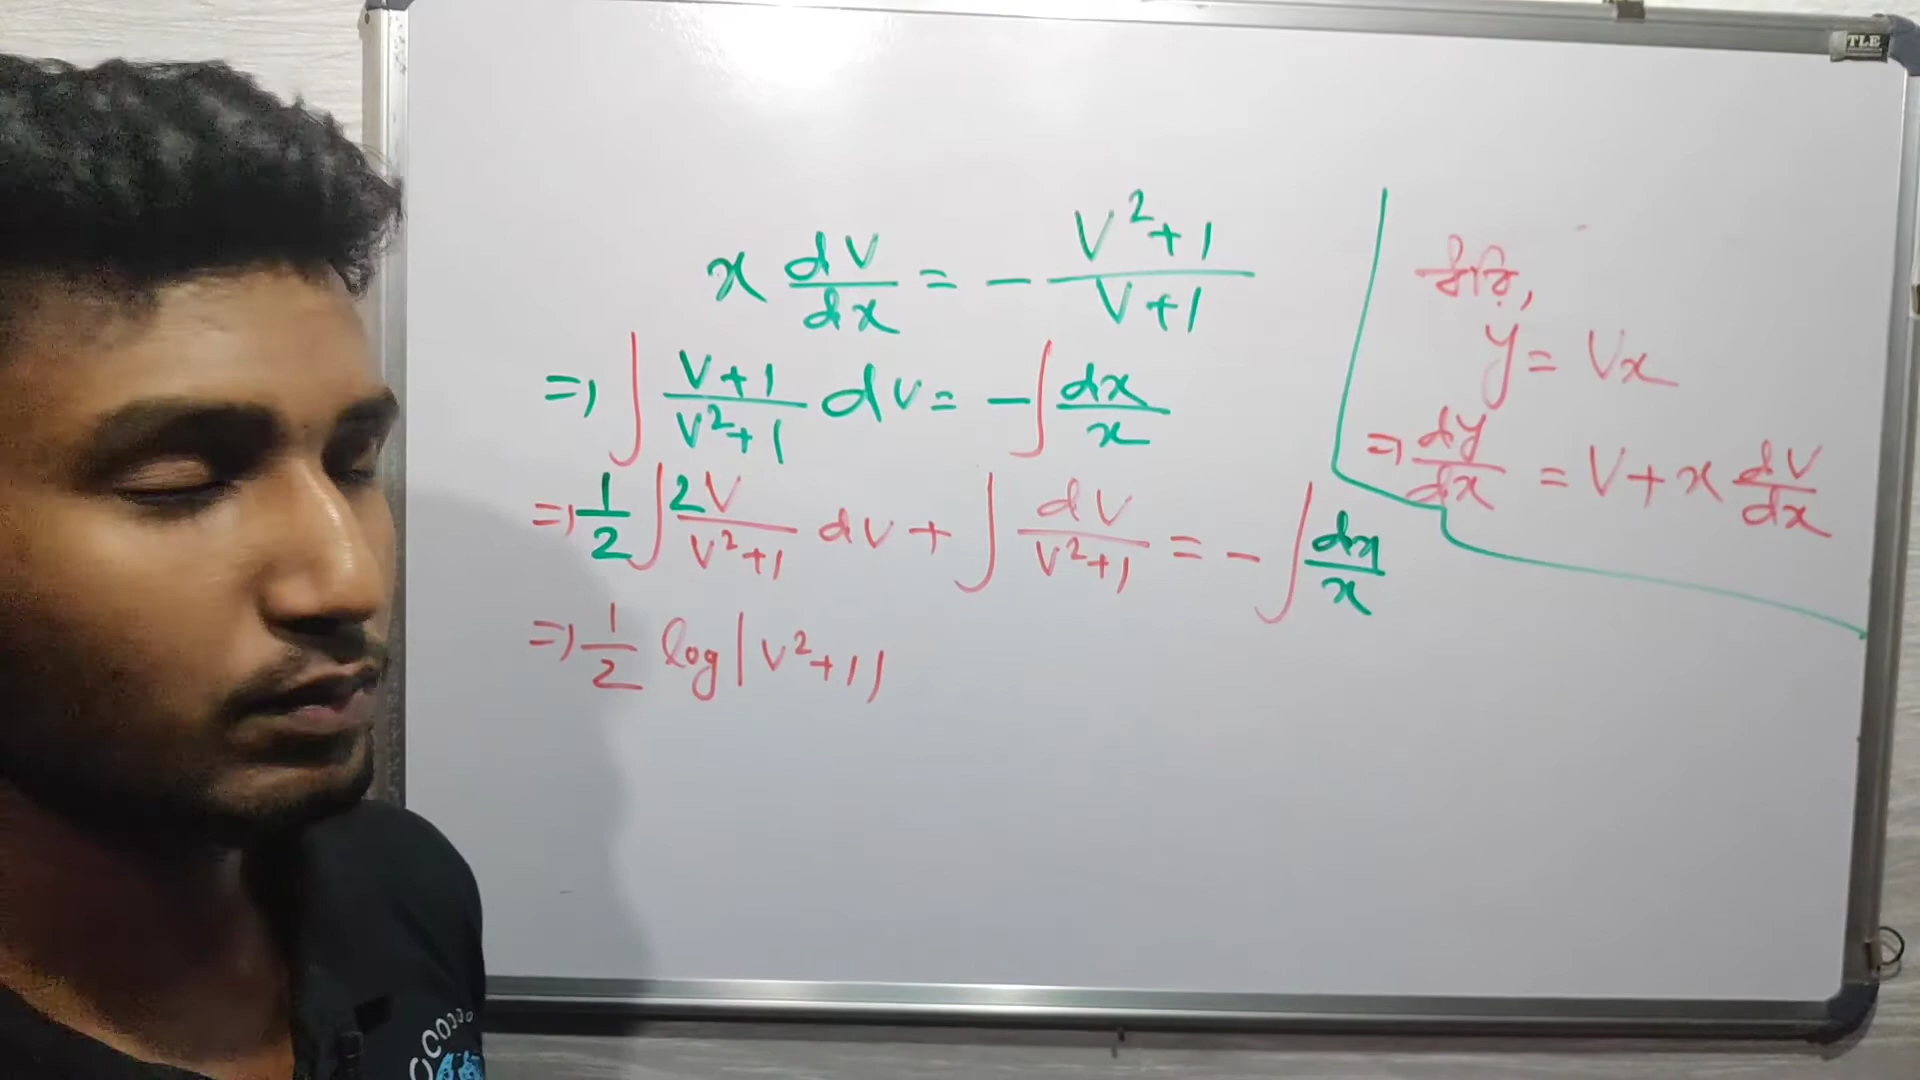 x dv/dx = - (v²+1)/(v+1)
⇒ ∫ (v+1)/(v²+1) dv = - ∫ dx/x
⇒ 1/2 ∫ 2v/(v²+1) dv + ∫ dv/(v²+1) = - ∫ dx/x
⇒ 1/2 log|v²+1|
ধরি,
y = vx
⇒ dy/dx = v + x dv/dx
TLE